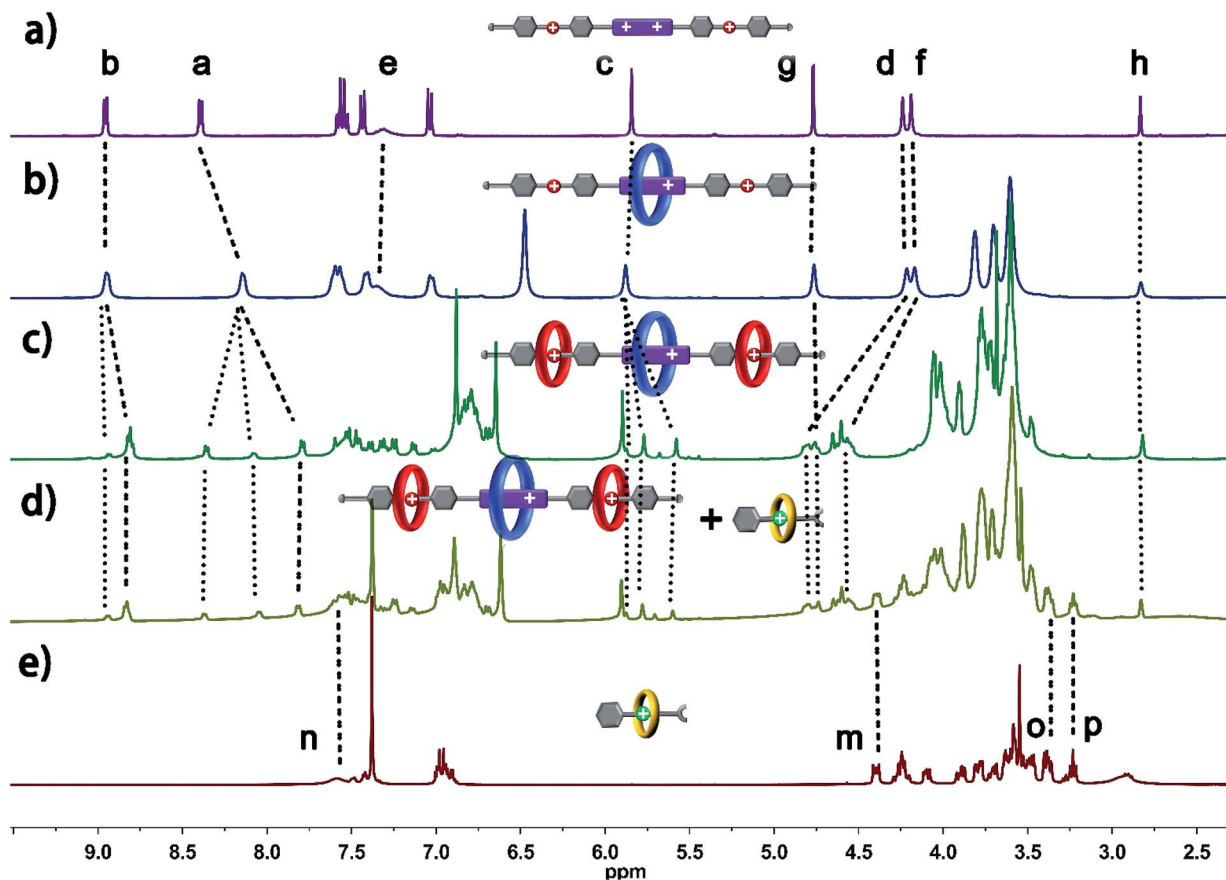 a)
b a e c g d f h
+ + + +
b)
+ + +
c)
+ + +
d)
+ + + + +
e)
+
n m o p
9.0 8.5 8.0 7.5 7.0 6.5 6.0 5.5 5.0 4.5 4.0 3.5 3.0 2.5
ppm